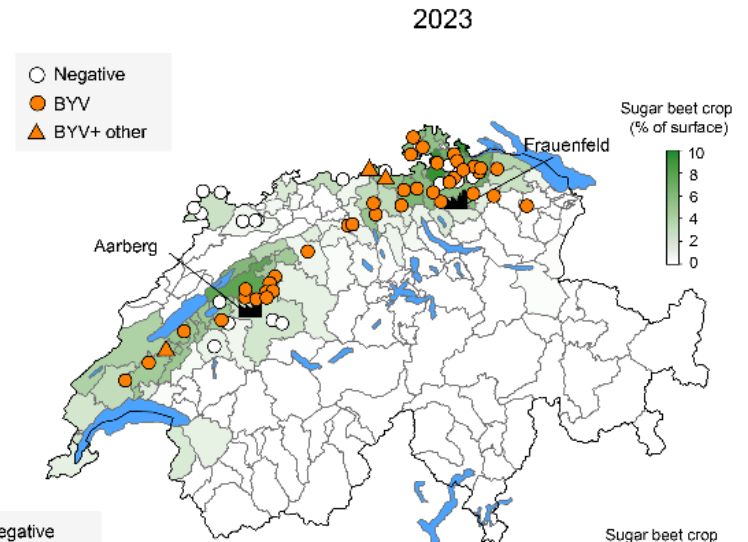 2023
Negative
BYV
BYV+ other
Sugar beet crop
(% of surface)
10
8
6
4
2
0
Frauenfeld
Aarberg
egative
Sugar beet crop